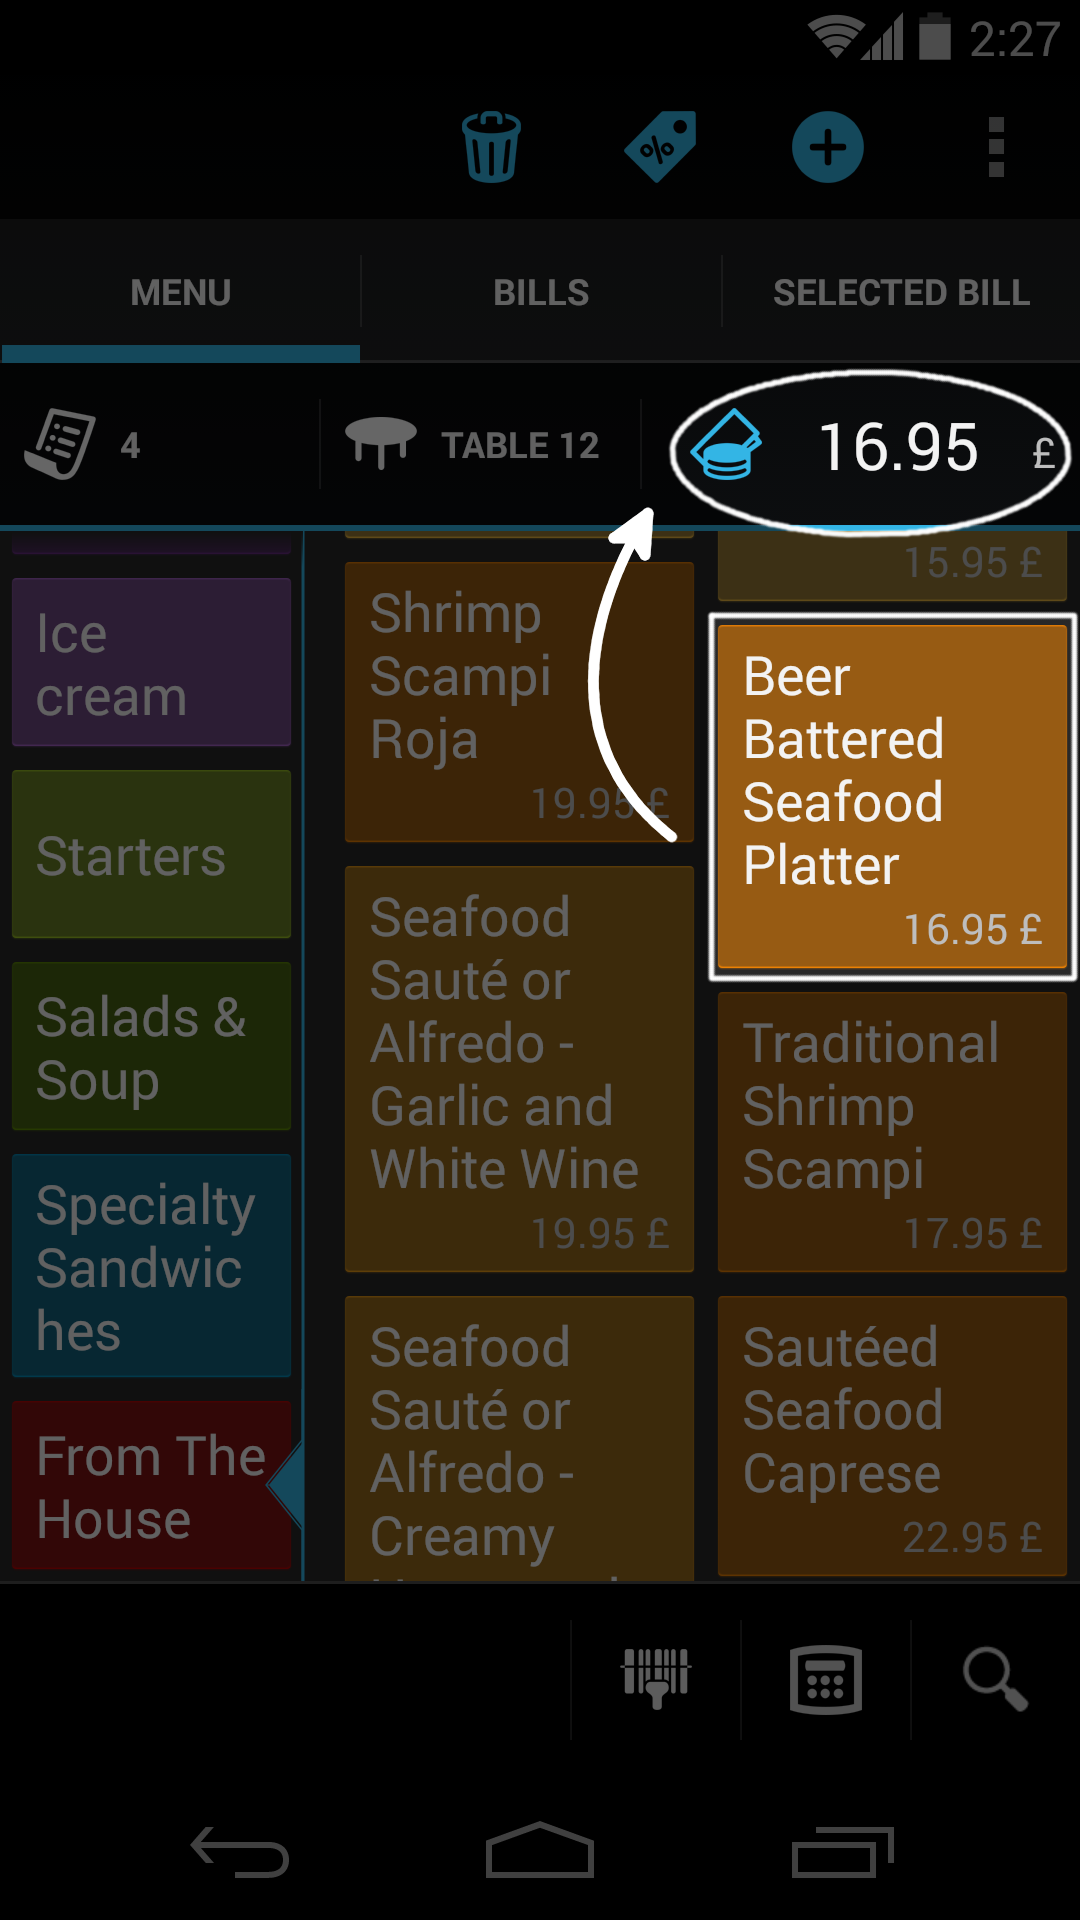 2:27
%
MENU
BILLS
SELECTED BILL
4
TABLE 12
16.95 £
Ice
cream
Starters
Salads &
Soup
Specialty
Sandwic
hes
From The
House
Shrimp
Scampi
Roja
19.95 £
Seafood
Sauté or
Alfredo -
Garlic and
White Wine
19.95 £
Seafood
Sauté or
Alfredo -
Creamy
15.95 £
Beer
Battered
Seafood
Platter
16.95 £
Traditional
Shrimp
Scampi
17.95 £
Sautéed
Seafood
Caprese
22.95 £